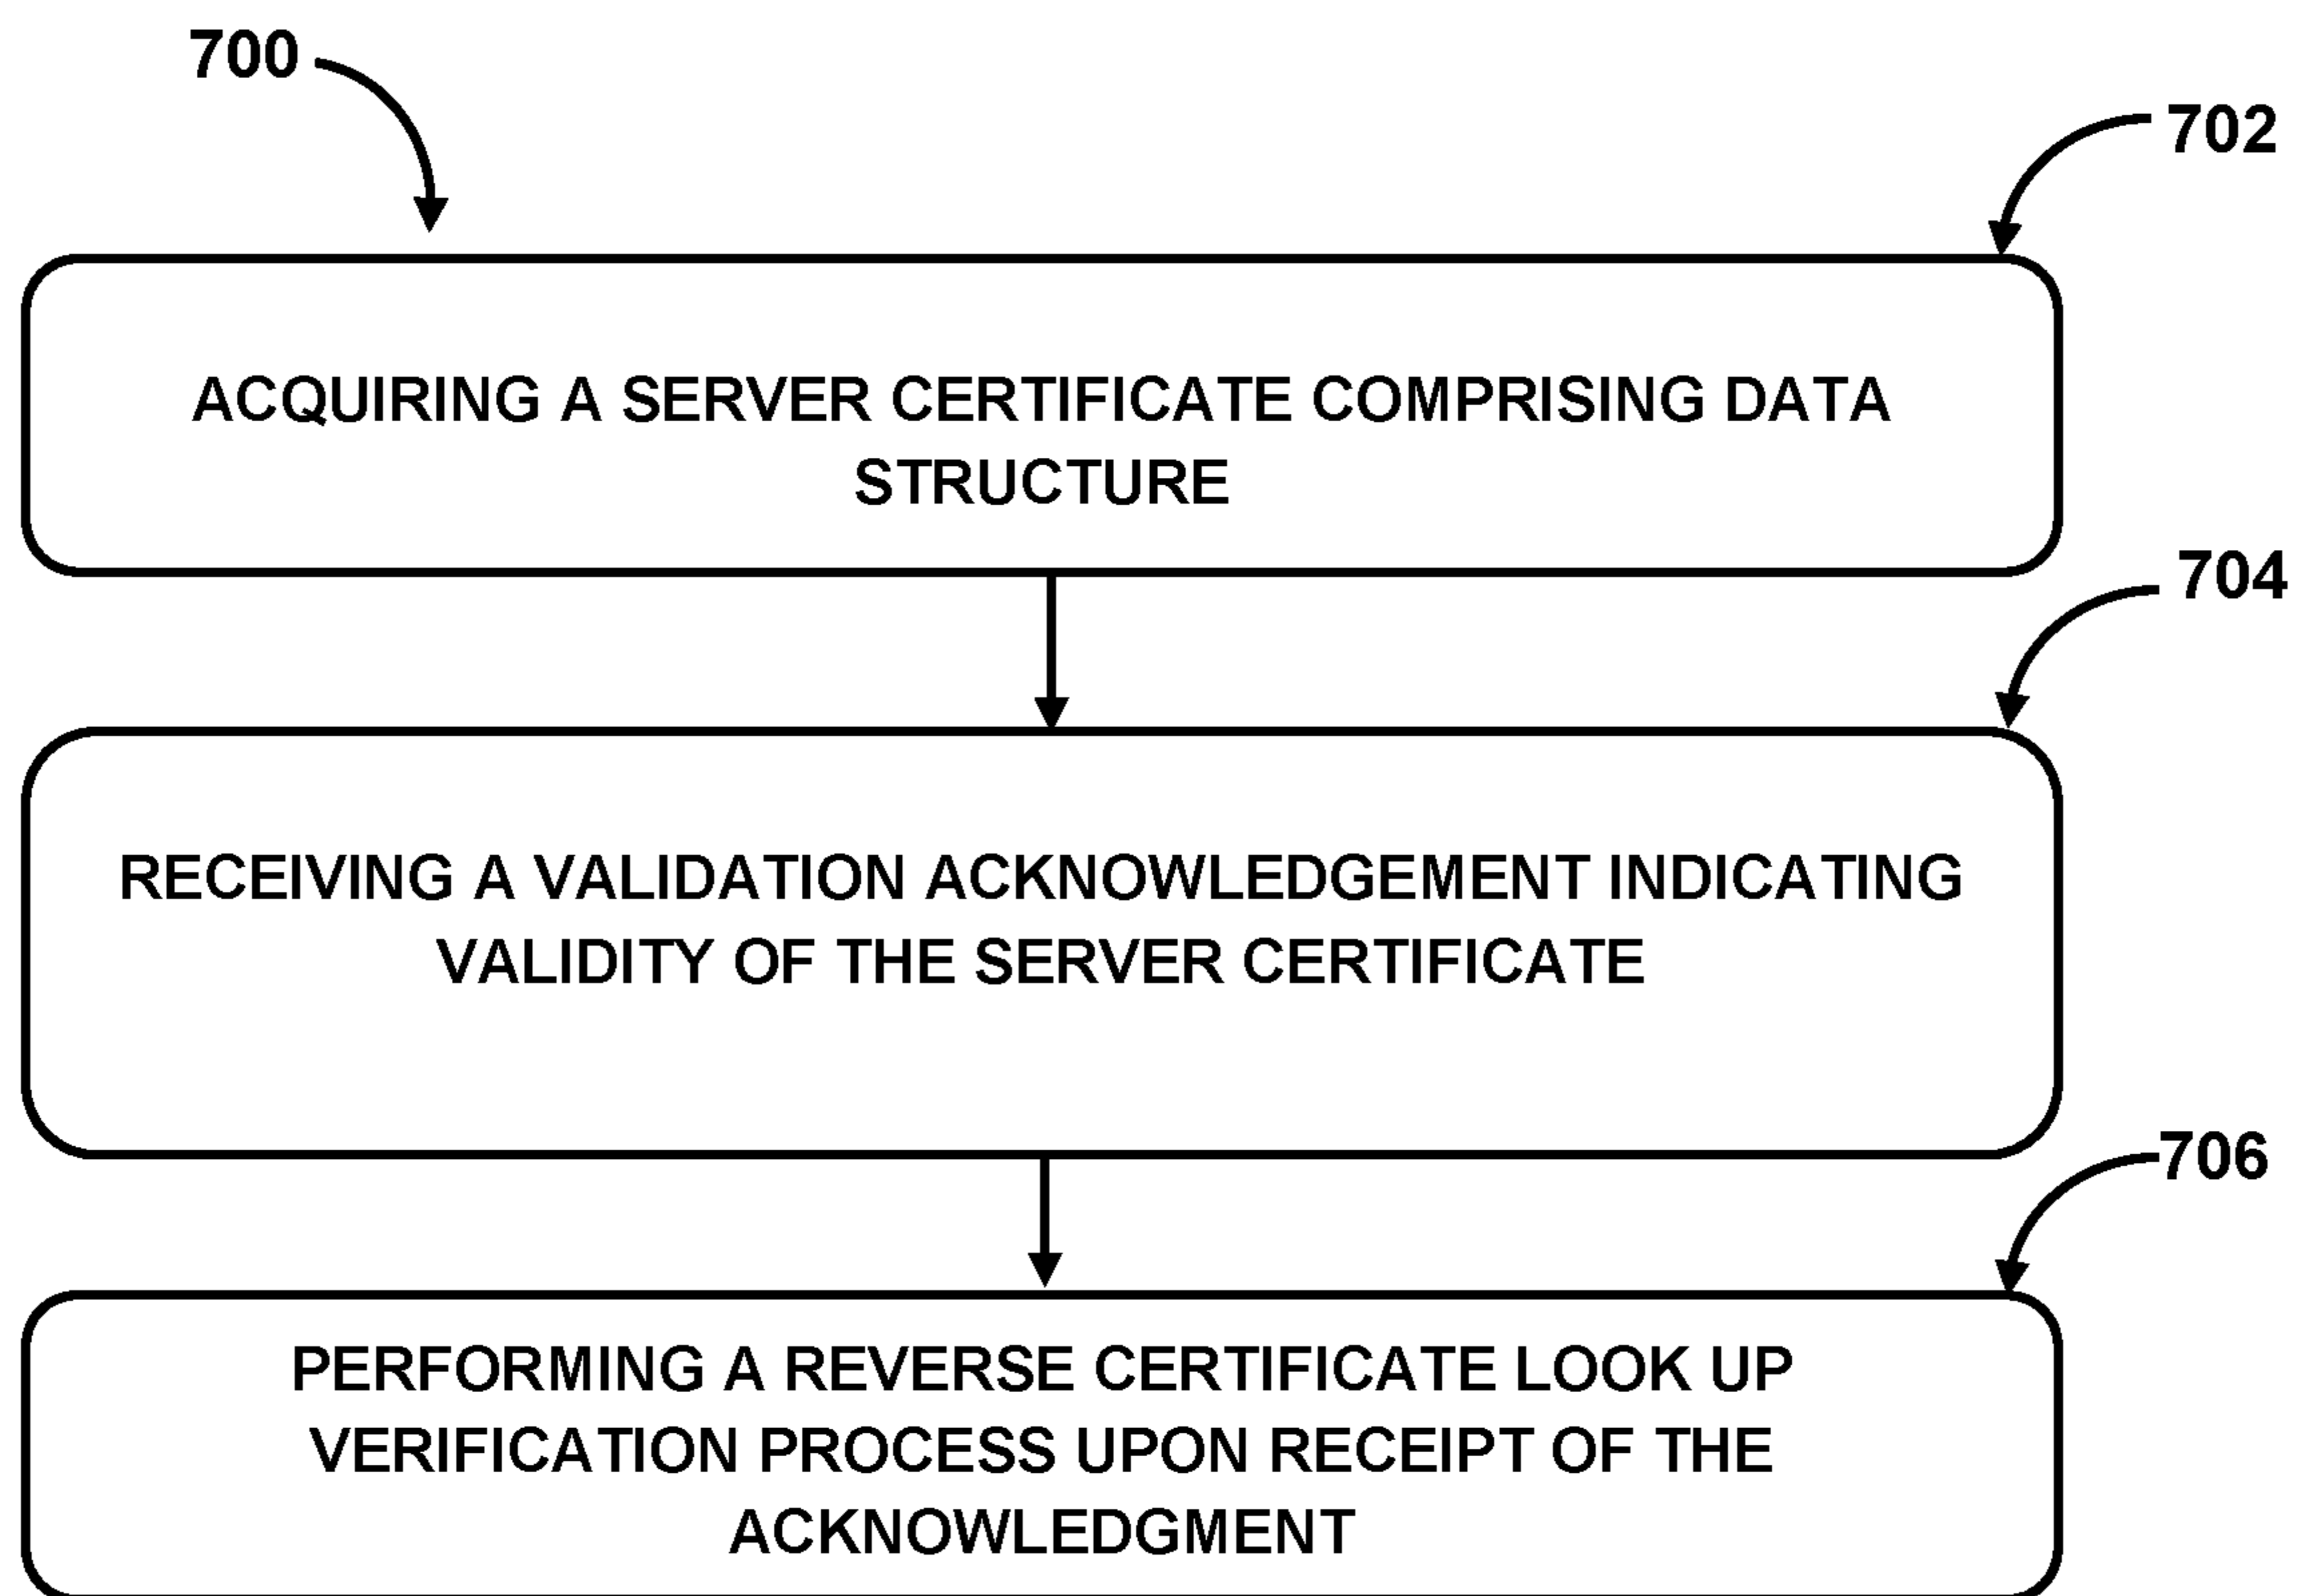 700
702
ACQUIRING A SERVER CERTIFICATE COMPRISING DATA
STRUCTURE
704
RECEIVING A VALIDATION ACKNOWLEDGEMENT INDICATING
VALIDITY OF THE SERVER CERTIFICATE
706
PERFORMING A REVERSE CERTIFICATE LOOK UP
VERIFICATION PROCESS UPON RECEIPT OF THE
ACKNOWLEDGMENT